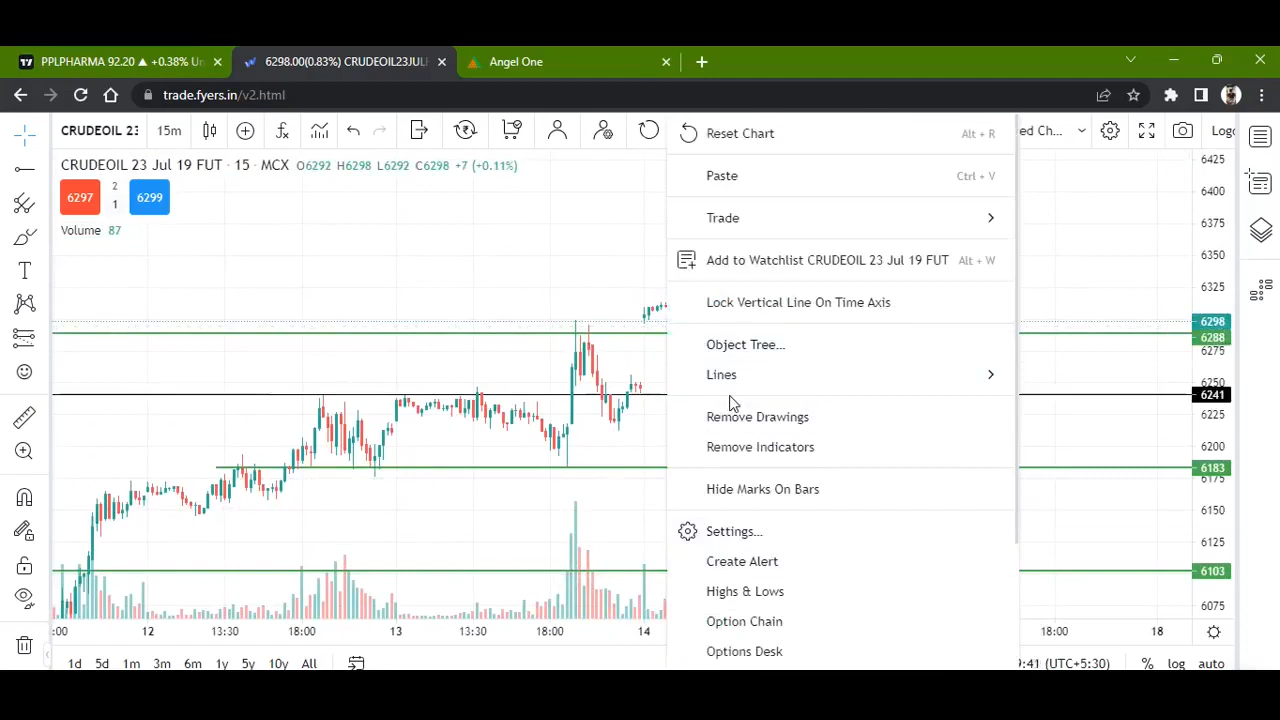 PPLPHARMA 92.20 ▲ +0.38% Un
6298.00(0.83%) CRUDEOIL23JUL
Angel One
trade.fyers.in/v2.html
CRUDEOIL 23
15m
ed Ch...
CRUDEOIL 23 Jul 19 FUT · 15 · MCX O6292 H6298 L6292 C6298 +7 (+0.11%)
6297
2
1
6299
Volume 87
Reset Chart Alt + R
Paste Ctrl + V
Trade
Add to Watchlist CRUDEOIL 23 Jul 19 FUT Alt + W
Lock Vertical Line On Time Axis
Object Tree...
Lines
Remove Drawings
Remove Indicators
Hide Marks On Bars
Settings...
Create Alert
Highs & Lows
Option Chain
Options Desk
6425
6400
6375
6350
6325
6298
6288
6275
6250
6241
6225
6200
6183
6175
6150
6125
6103
6075
:00 12 13:30 18:00 13 13:30 18:00 14 18:00 18
1d 5d 1m 3m 6m 1y 5y 10y All
9:41 (UTC+5:30) % log auto